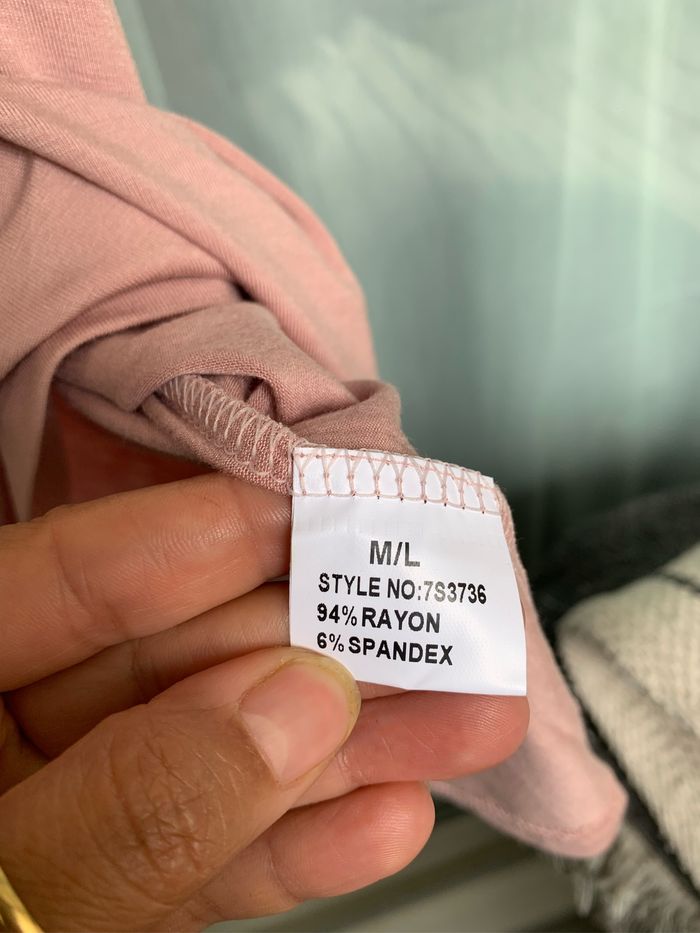 M/L
STYLE NO:7S3736
94% RAYON
6% SPANDEX